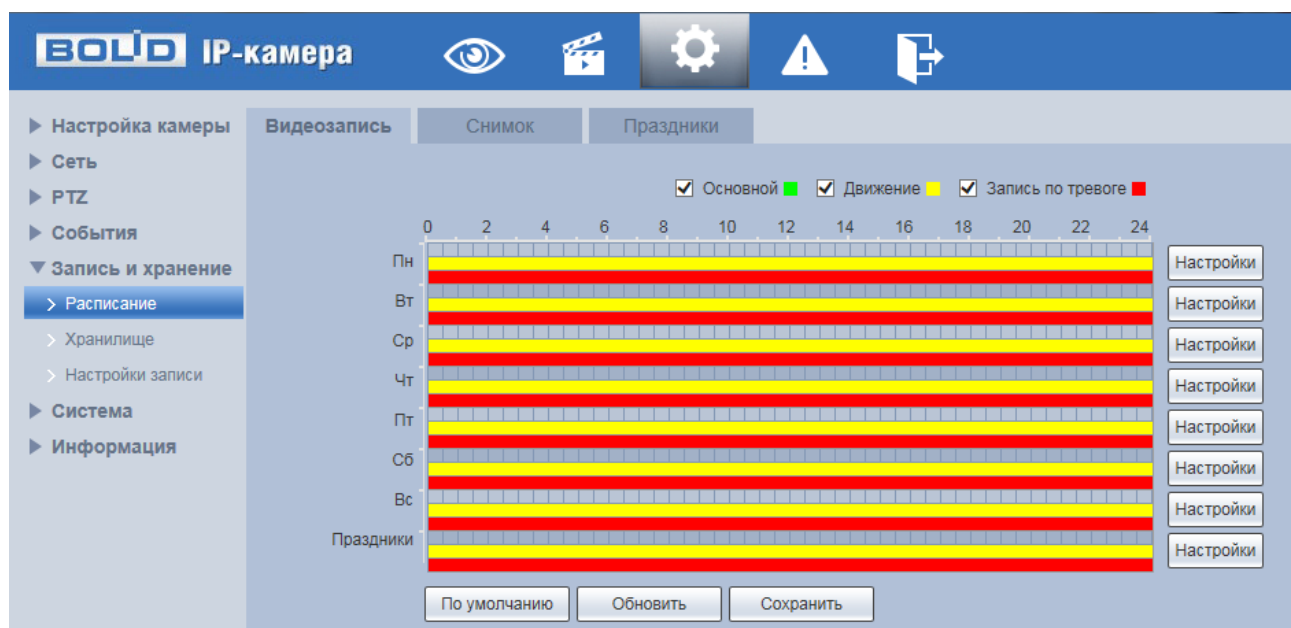 BOLID IP-камера
Настройка камеры
Сеть
PTZ
События
Запись и хранение
Расписание
Хранилище
Настройки записи
Система
Информация
Видеозапись Снимок Праздники
Основной Движение Запись по тревоге
0 2 4 6 8 10 12 14 16 18 20 22 24
Пн Настройки
Вт Настройки
Ср Настройки
Чт Настройки
Пт Настройки
Сб Настройки
Вс Настройки
Праздники Настройки
По умолчанию Обновить Сохранить